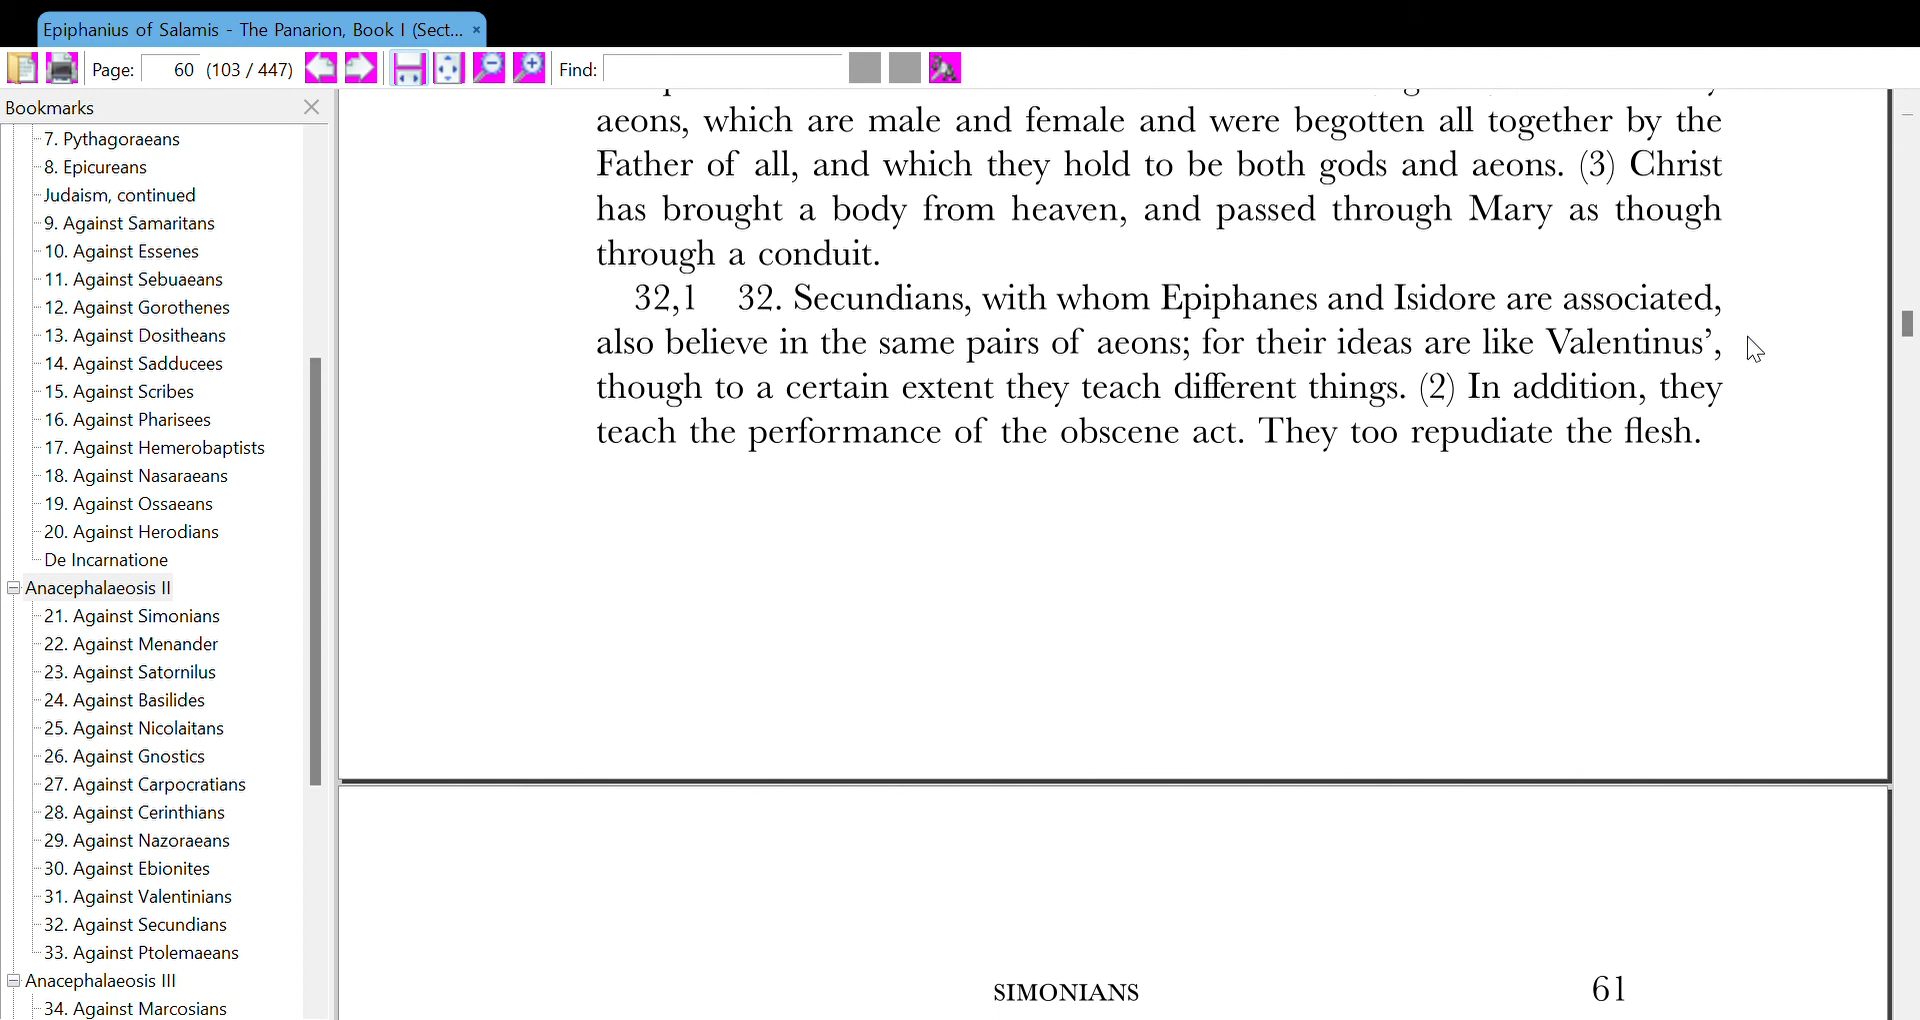 Epiphanius of Salamis - The Panarion, Book I (Sect... ×
Page: 60 (103 / 447) Find:
Bookmarks
7. Pythagoraeans
8. Epicureans
Judaism, continued
9. Against Samaritans
10. Against Essenes
11. Against Sebuaeans
12. Against Gorothenes
13. Against Dositheans
14. Against Sadducees
15. Against Scribes
16. Against Pharisees
17. Against Hemerobaptists
18. Against Nasaraeans
19. Against Ossaeans
20. Against Herodians
De Incarnatione
Anacephalaeosis II
21. Against Simonians
22. Against Menander
23. Against Satornilus
24. Against Basilides
25. Against Nicolaitans
26. Against Gnostics
27. Against Carpocratians
28. Against Cerinthians
29. Against Nazoraeans
30. Against Ebionites
31. Against Valentinians
32. Against Secundians
33. Against Ptolemaeans
Anacephalaeosis III
34. Against Marcosians
aeons, which are male and female and were begotten all together by the
Father of all, and which they hold to be both gods and aeons. (3) Christ
has brought a body from heaven, and passed through Mary as though
through a conduit.
32,1 32. Secundians, with whom Epiphanes and Isidore are associated,
also believe in the same pairs of aeons; for their ideas are like Valentinus’,
though to a certain extent they teach different things. (2) In addition, they
teach the performance of the obscene act. They too repudiate the flesh.
SIMONIANS 61